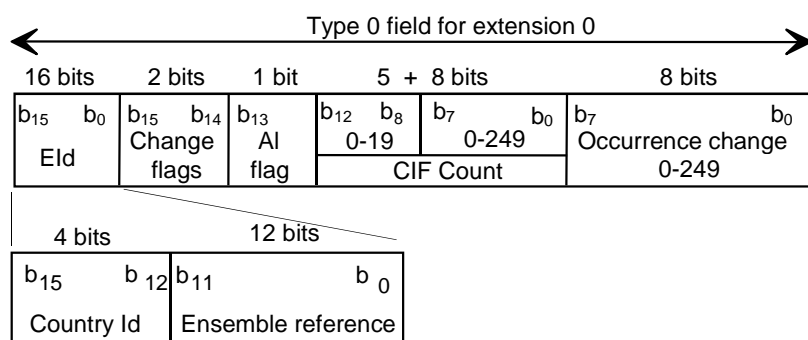 Type 0 field for extension 0
16 bits 2 bits 1 bit 5 + 8 bits 8 bits
b15 b0 b15 b14 b13 b12 b8 b7 b0 b7 b0
EId Change flags AI flag 0-19 0-249 Occurrence change
CIF Count 0-249
4 bits 12 bits
b15 b 12 b11 b 0
Country Id Ensemble reference